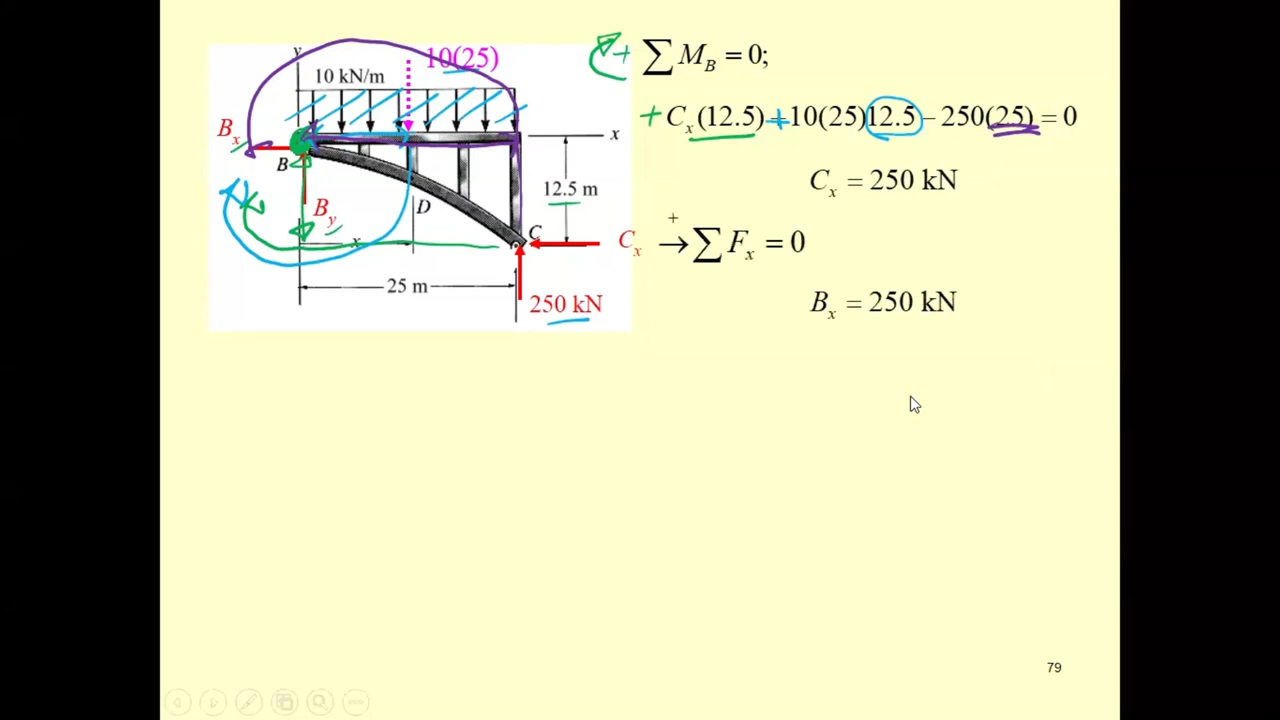 y
10(25)
10 kN/m
x
B_x
B
12.5 m
B_y
D
x
C
C_x
25 m
250 kN
+ ∑ M_B = 0;
+ C_x (12.5) + 10(25)12.5 – 250(25) = 0
C_x = 250 kN
+
→ ∑ F_x = 0
B_x = 250 kN
79